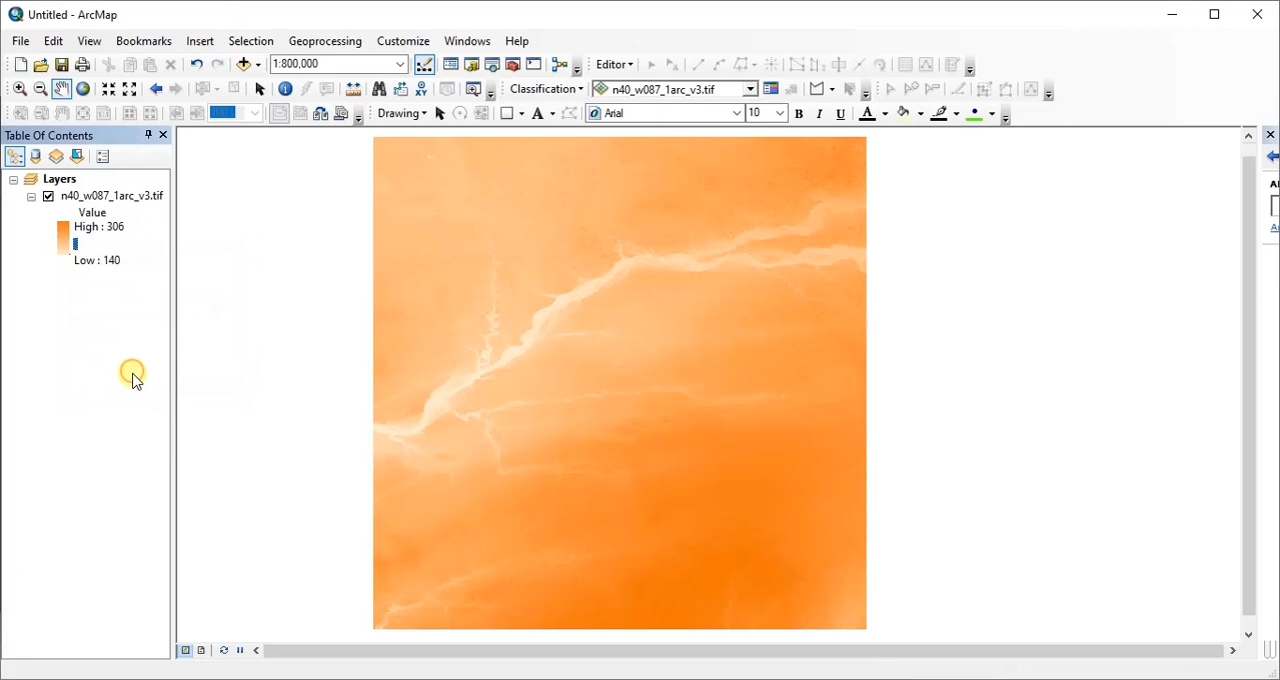 Untitled - ArcMap
File Edit View Bookmarks Insert Selection Geoprocessing Customize Windows Help
1:800,000 Editor
Classification n40_w087_1arc_v3.tif
Drawing A Arial 10 B I U A
Table Of Contents
Layers
n40_w087_1arc_v3.tif
Value
High : 306
Low : 140